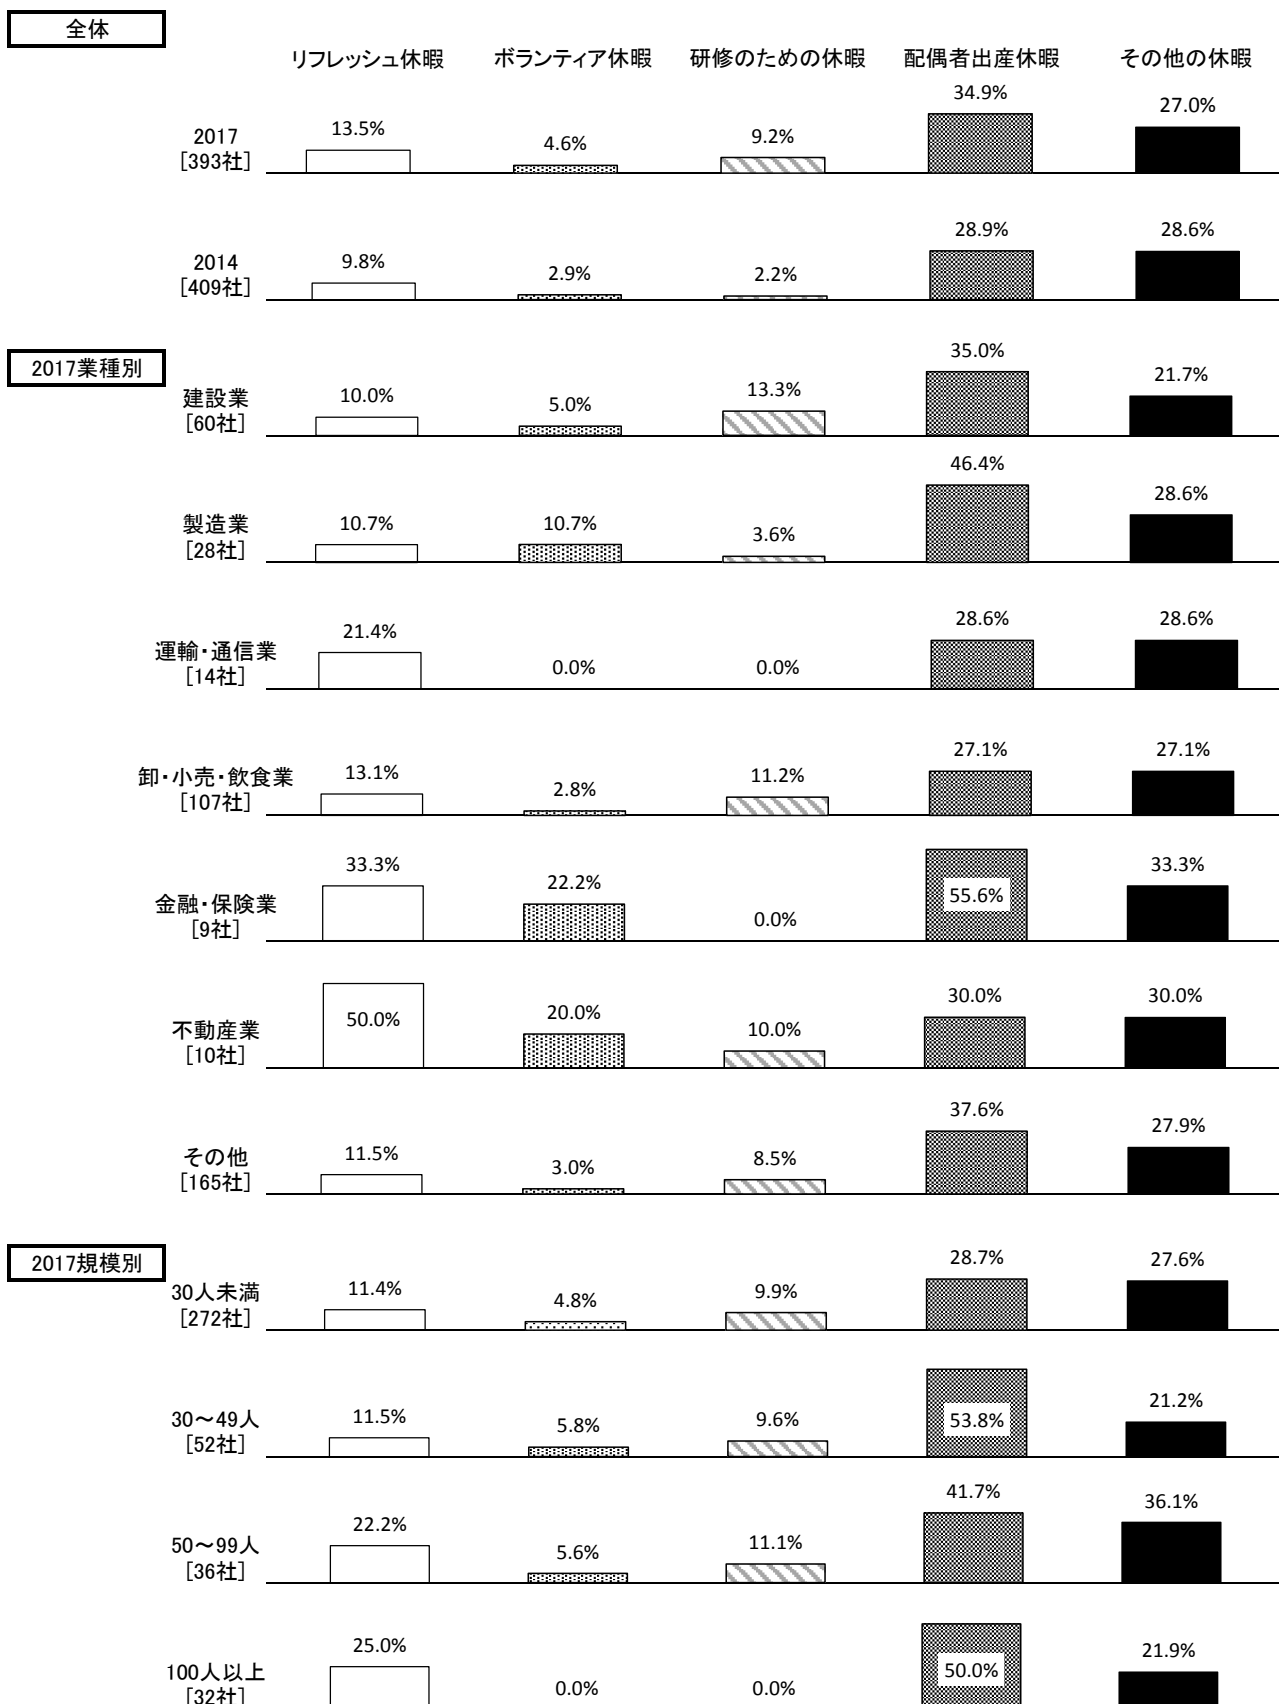 全体
リフレッシュ休暇 ボランティア休暇 研修のための休暇 配偶者出産休暇 その他の休暇
2017
[393社]
13.5% 4.6% 9.2% 34.9% 27.0%
2014
[409社]
9.8% 2.9% 2.2% 28.9% 28.6%
2017業種別
建設業
[60社]
10.0% 5.0% 13.3% 35.0% 21.7%
製造業
[28社]
10.7% 10.7% 3.6% 46.4% 28.6%
運輸・通信業
[14社]
21.4% 0.0% 0.0% 28.6% 28.6%
卸・小売・飲食業
[107社]
13.1% 2.8% 11.2% 27.1% 27.1%
金融・保険業
[9社]
33.3% 22.2% 0.0% 55.6% 33.3%
不動産業
[10社]
50.0% 20.0% 10.0% 30.0% 30.0%
その他
[165社]
11.5% 3.0% 8.5% 37.6% 27.9%
2017規模別
30人未満
[272社]
11.4% 4.8% 9.9% 28.7% 27.6%
30～49人
[52社]
11.5% 5.8% 9.6% 53.8% 21.2%
50～99人
[36社]
22.2% 5.6% 11.1% 41.7% 36.1%
100人以上
[32社]
25.0% 0.0% 0.0% 50.0% 21.9%